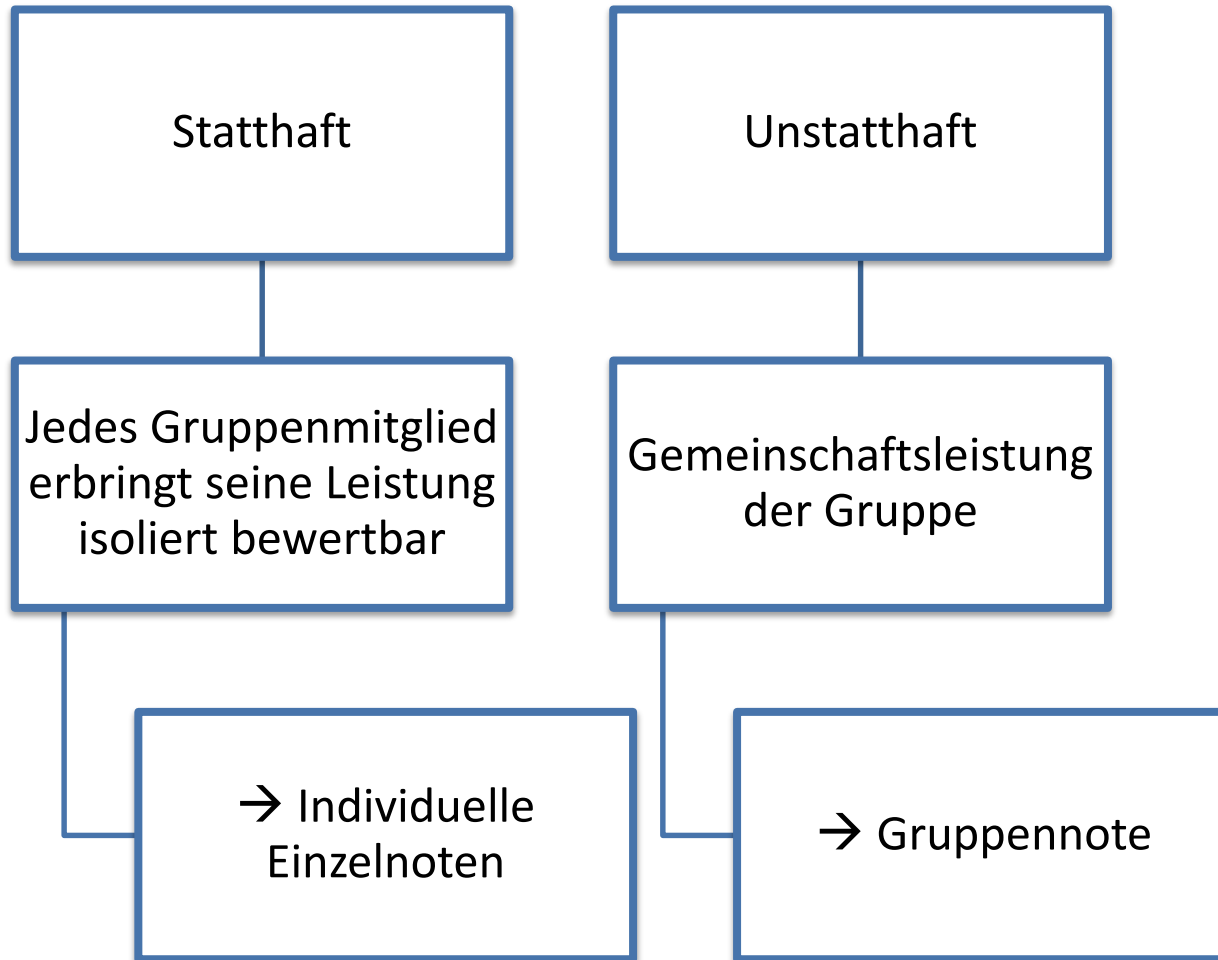 Statthaft
Unstatthaft
Jedes Gruppenmitglied
erbringt seine Leistung
isoliert bewertbar
Gemeinschaftsleistung
der Gruppe
→ Individuelle
Einzelnoten
→ Gruppennote